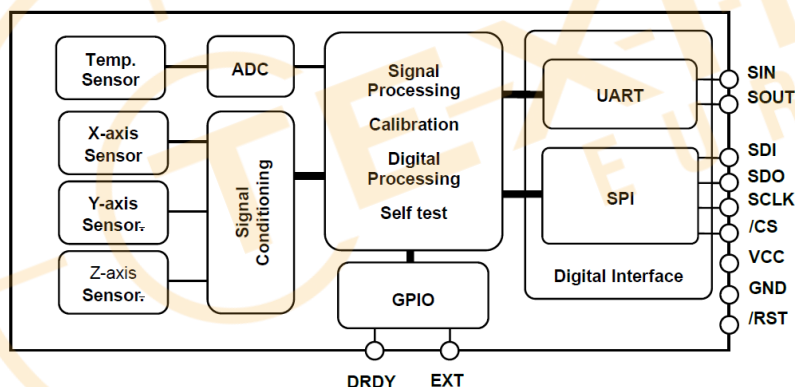 Temp.
Sensor
ADC
X-axis
Sensor
Y-axis
Sensor.
Z-axis
Sensor.
Signal
Conditioning
Signal
Processing
Calibration
Digital
Processing
Self test
GPIO
UART
SPI
Digital Interface
SIN
SOUT
SDI
SDO
SCLK
/CS
VCC
GND
/RST
DRDY
EXT